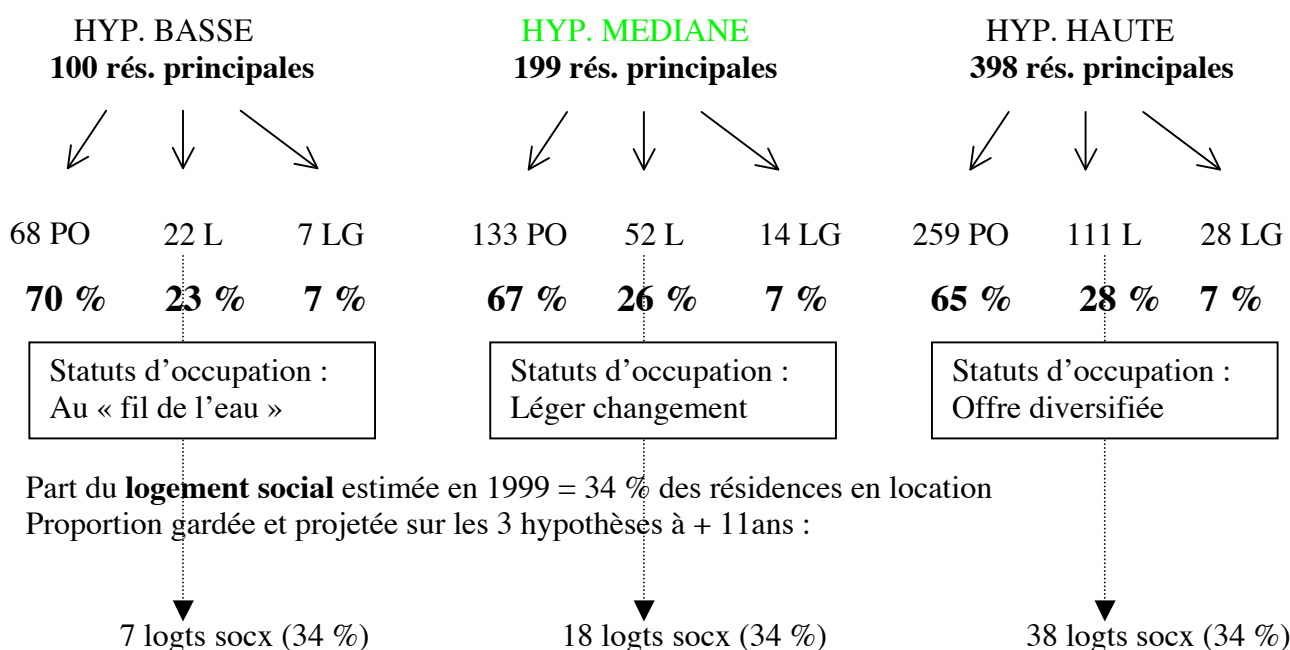 HYP. BASSE
100 rés. principales
HYP. MEDIANE
199 rés. principales
HYP. HAUTE
398 rés. principales
68 PO 22 L 7 LG
70 % 23 % 7 %
133 PO 52 L 14 LG
67 % 26 % 7 %
259 PO 111 L 28 LG
65 % 28 % 7 %
Statuts d’occupation :
Au « fil de l’eau »
Statuts d’occupation :
Léger changement
Statuts d’occupation :
Offre diversifiée
Part du logement social estimée en 1999 = 34 % des résidences en location
Proportion gardée et projetée sur les 3 hypothèses à + 11ans :
7 logts socx (34 %)
18 logts socx (34 %)
38 logts socx (34 %)